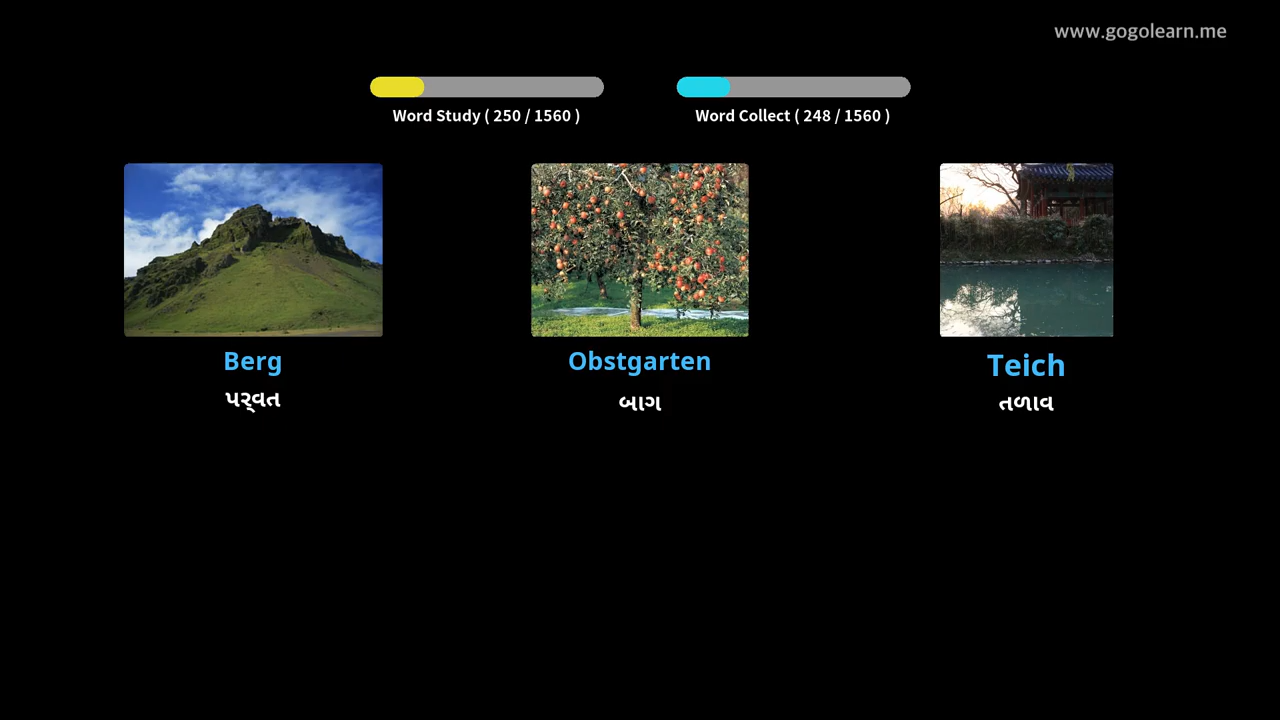 www.gogolearn.me
Word Study ( 250 / 1560 )
Word Collect ( 248 / 1560 )
Berg
Obstgarten
Teich
પર્વત
બાગ
તળાવ